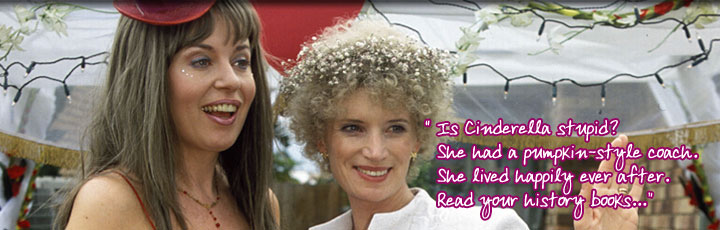 " Is Cinderella stupid?
She had a pumpkin-style coach.
She lived happily ever after.
Read your history books..."